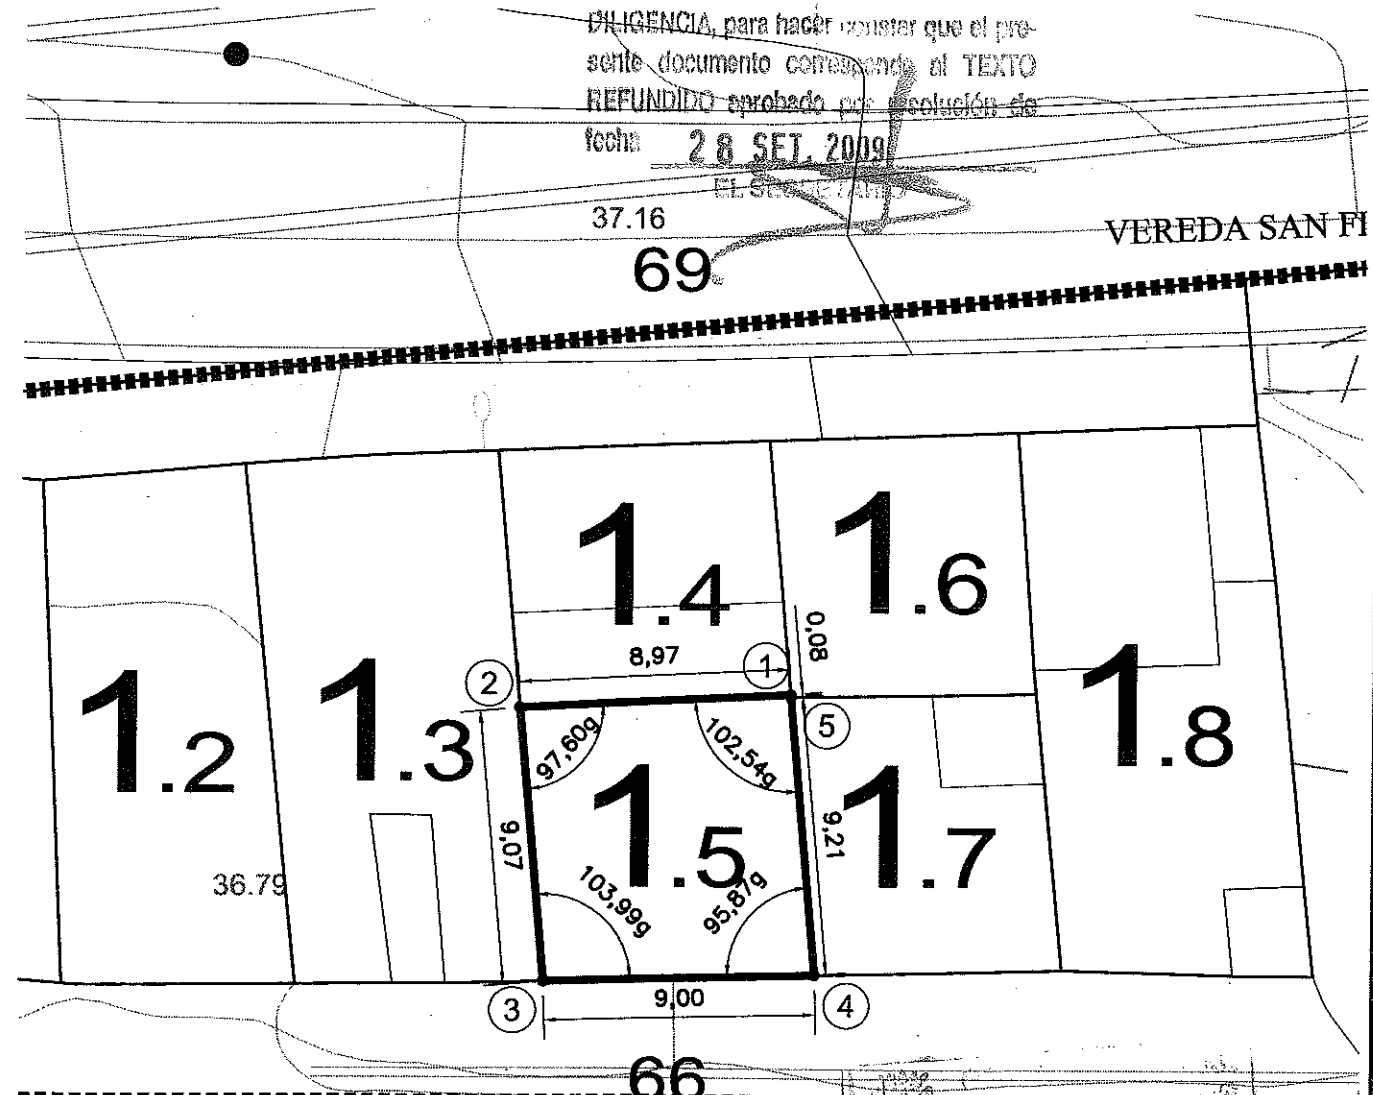 DILIGENCIA, para hacer constar que el pre-
sente documento corresponde al TEXTO
REFUNDIDO aprobado por resolución de
fecha 28 SET. 2009
EL SECRETARIO
37.16
VEREDA SAN FE
69
1.4
1.6
8,97
1
0,08
2
1.2
1.3
97,60g
102,54g
5
1.8
1.5
1.7
9,07
9,21
36.79
103,99g
95,87g
3
9,00
4
66